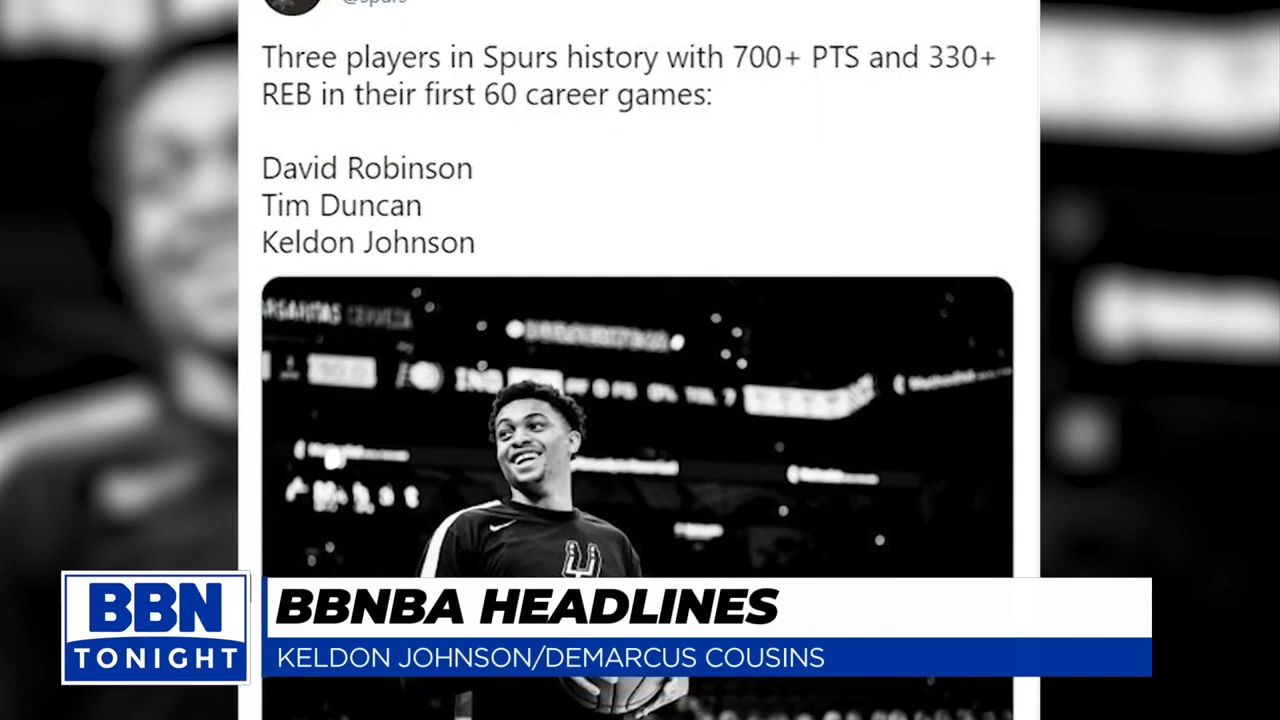 Three players in Spurs history with 700+ PTS and 330+
REB in their first 60 career games:
David Robinson
Tim Duncan
Keldon Johnson
BBN
TONIGHT
BBNBA HEADLINES
KELDON JOHNSON/DEMARCUS COUSINS